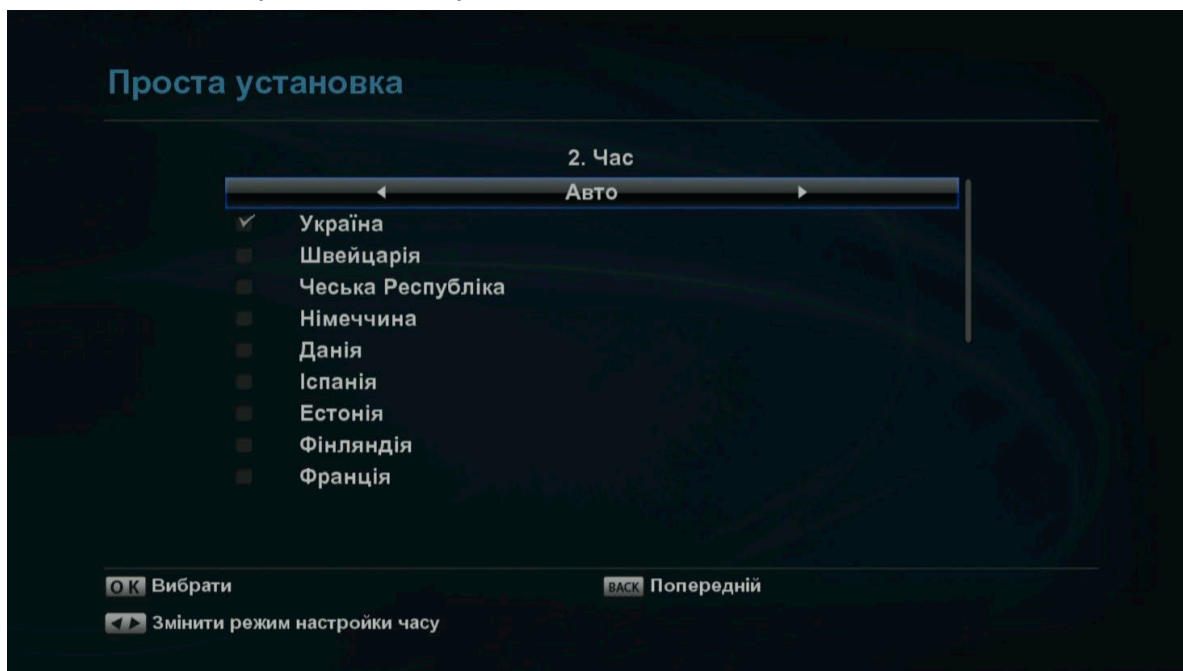 Проста установка
2. Час
Авто
Україна
Швейцарія
Чеська Республіка
Німеччина
Данія
Іспанія
Естонія
Фінляндія
Франція
OK Вибрати
BACK Попередній
Змінити режим настройки часу